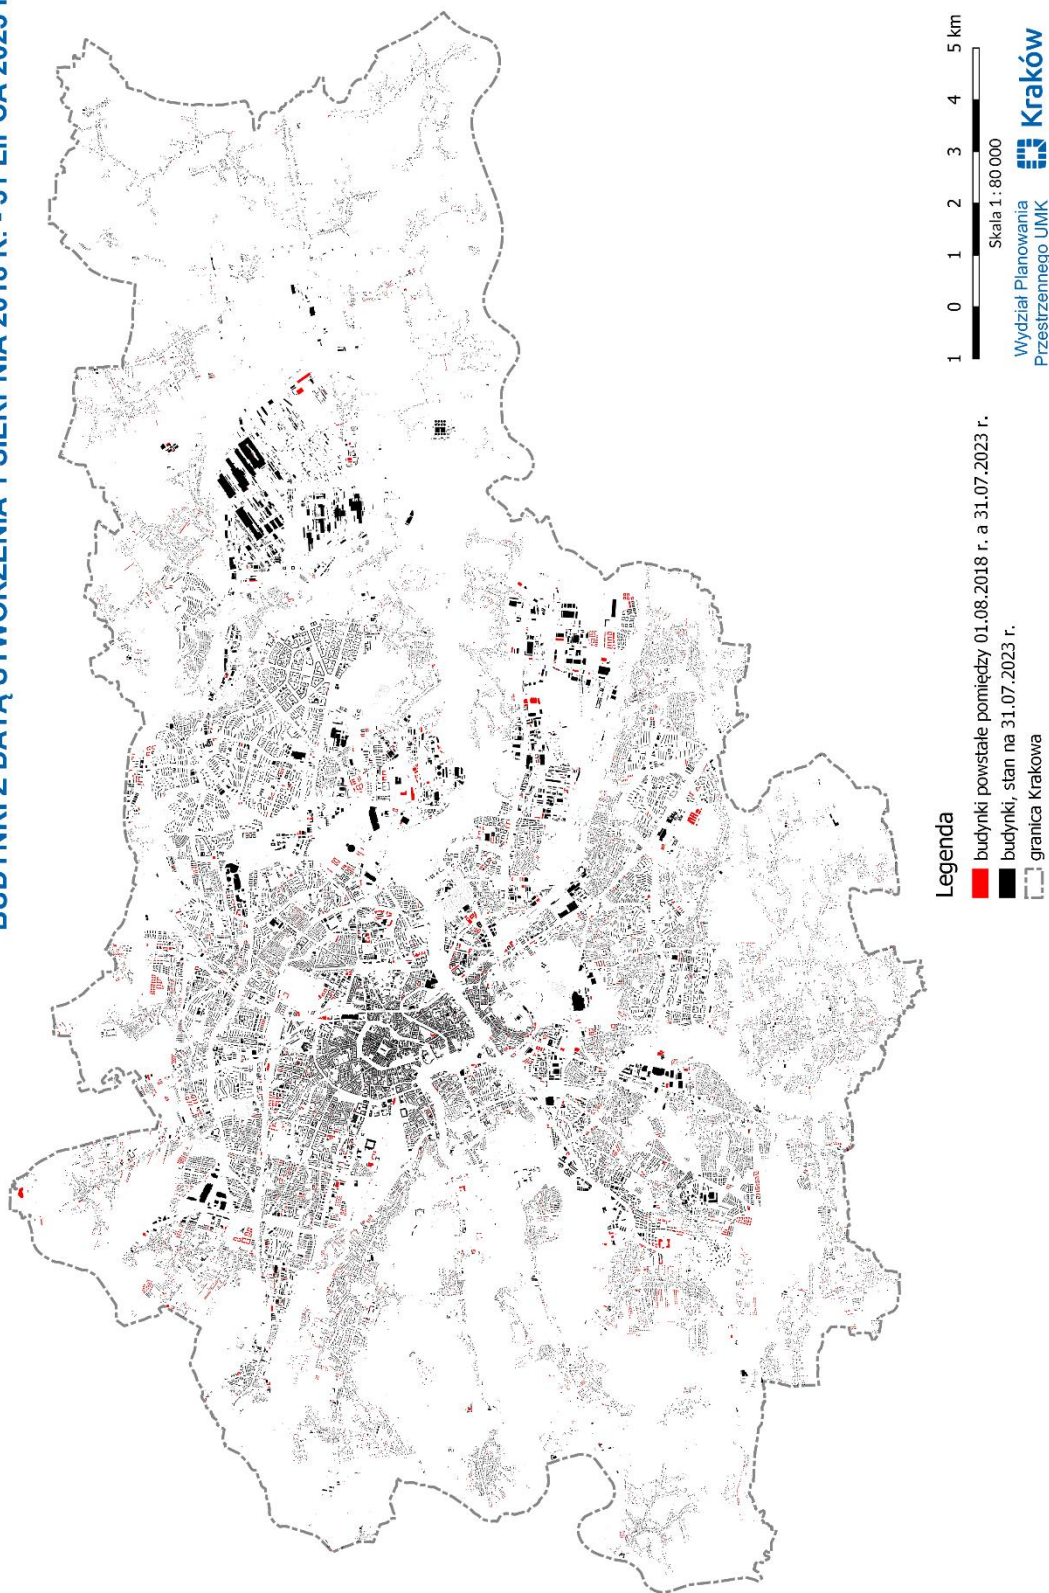 BUDYNKI Z DATĄ UTWORZENIA 1 SIERPNIA 2018 R. - 31 LIPCA 2023
Legenda
budynki powstałe pomiędzy 01.08.2018 r. a 31.07.2023 r.
budynki, stan na 31.07.2023 r.
granica Krakowa
1 0 1 2 3 4 5 km
Skala 1 : 80 000
Wydział Planowania
Przestrzennego UMK
Kraków